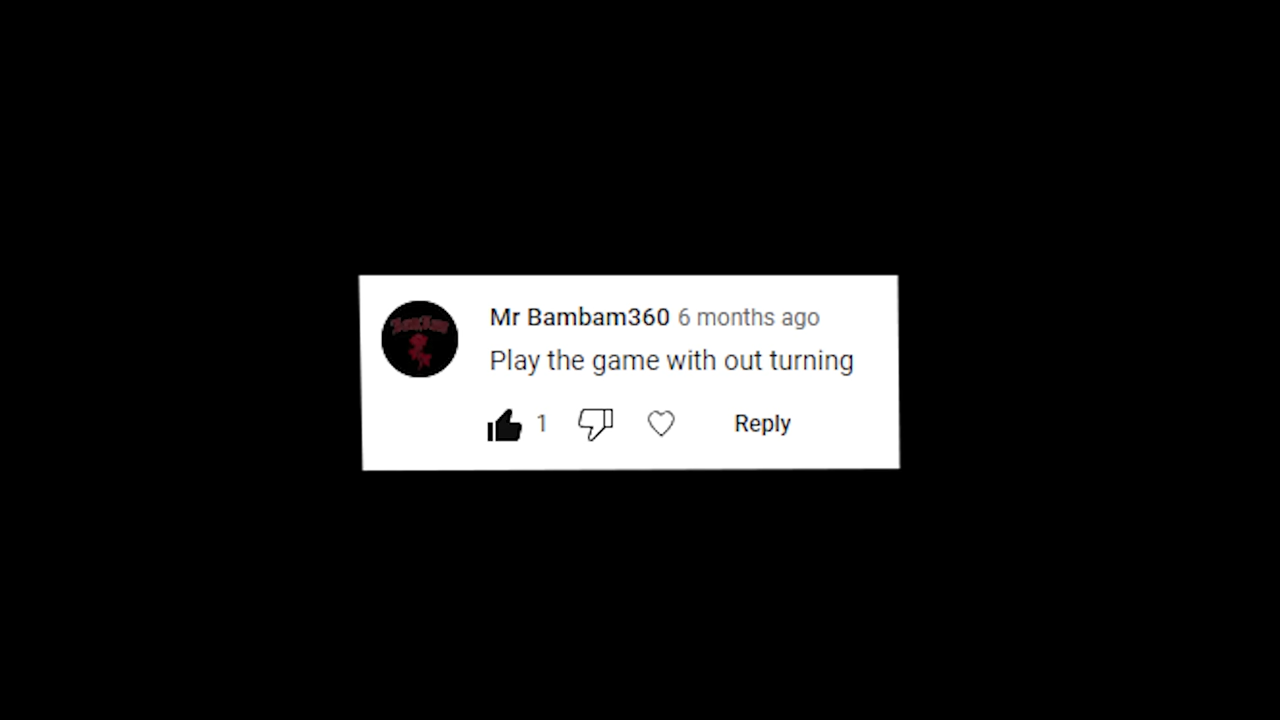 Mr Bambam360 6 months ago
Play the game with out turning
1 Reply